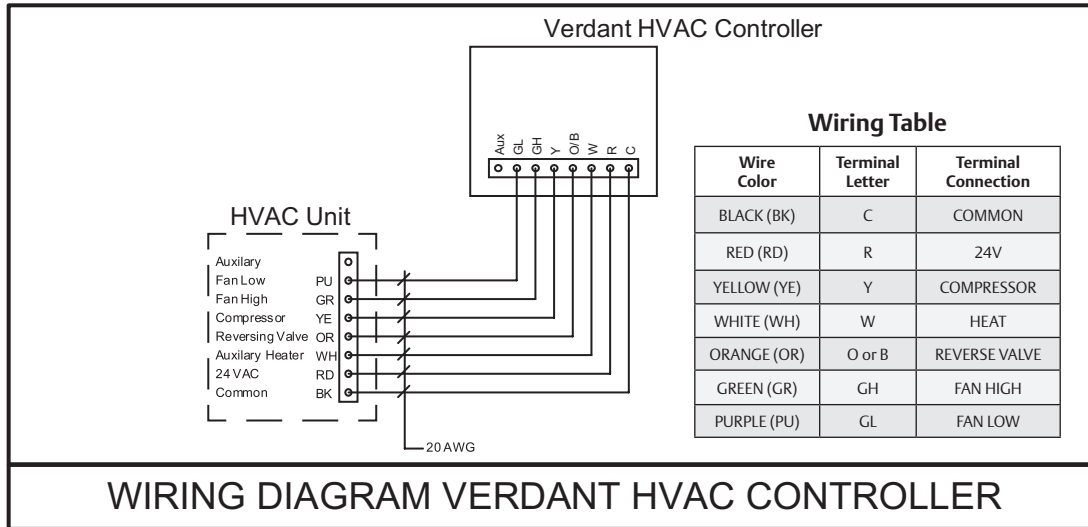 Verdant HVAC Controller
Aux
GL
GH
Y
O/B
W
R
C
HVAC Unit
Auxilary
Fan Low PU
Fan High GR
Compressor YE
Reversing Valve OR
Auxilary Heater WH
24 VAC RD
Common BK
20 AWG
Wiring Table
Wire Color Terminal Letter Terminal Connection
BLACK (BK) C COMMON
RED (RD) R 24V
YELLOW (YE) Y COMPRESSOR
WHITE (WH) W HEAT
ORANGE (OR) O or B REVERSE VALVE
GREEN (GR) GH FAN HIGH
PURPLE (PU) GL FAN LOW
WIRING DIAGRAM VERDANT HVAC CONTROLLER